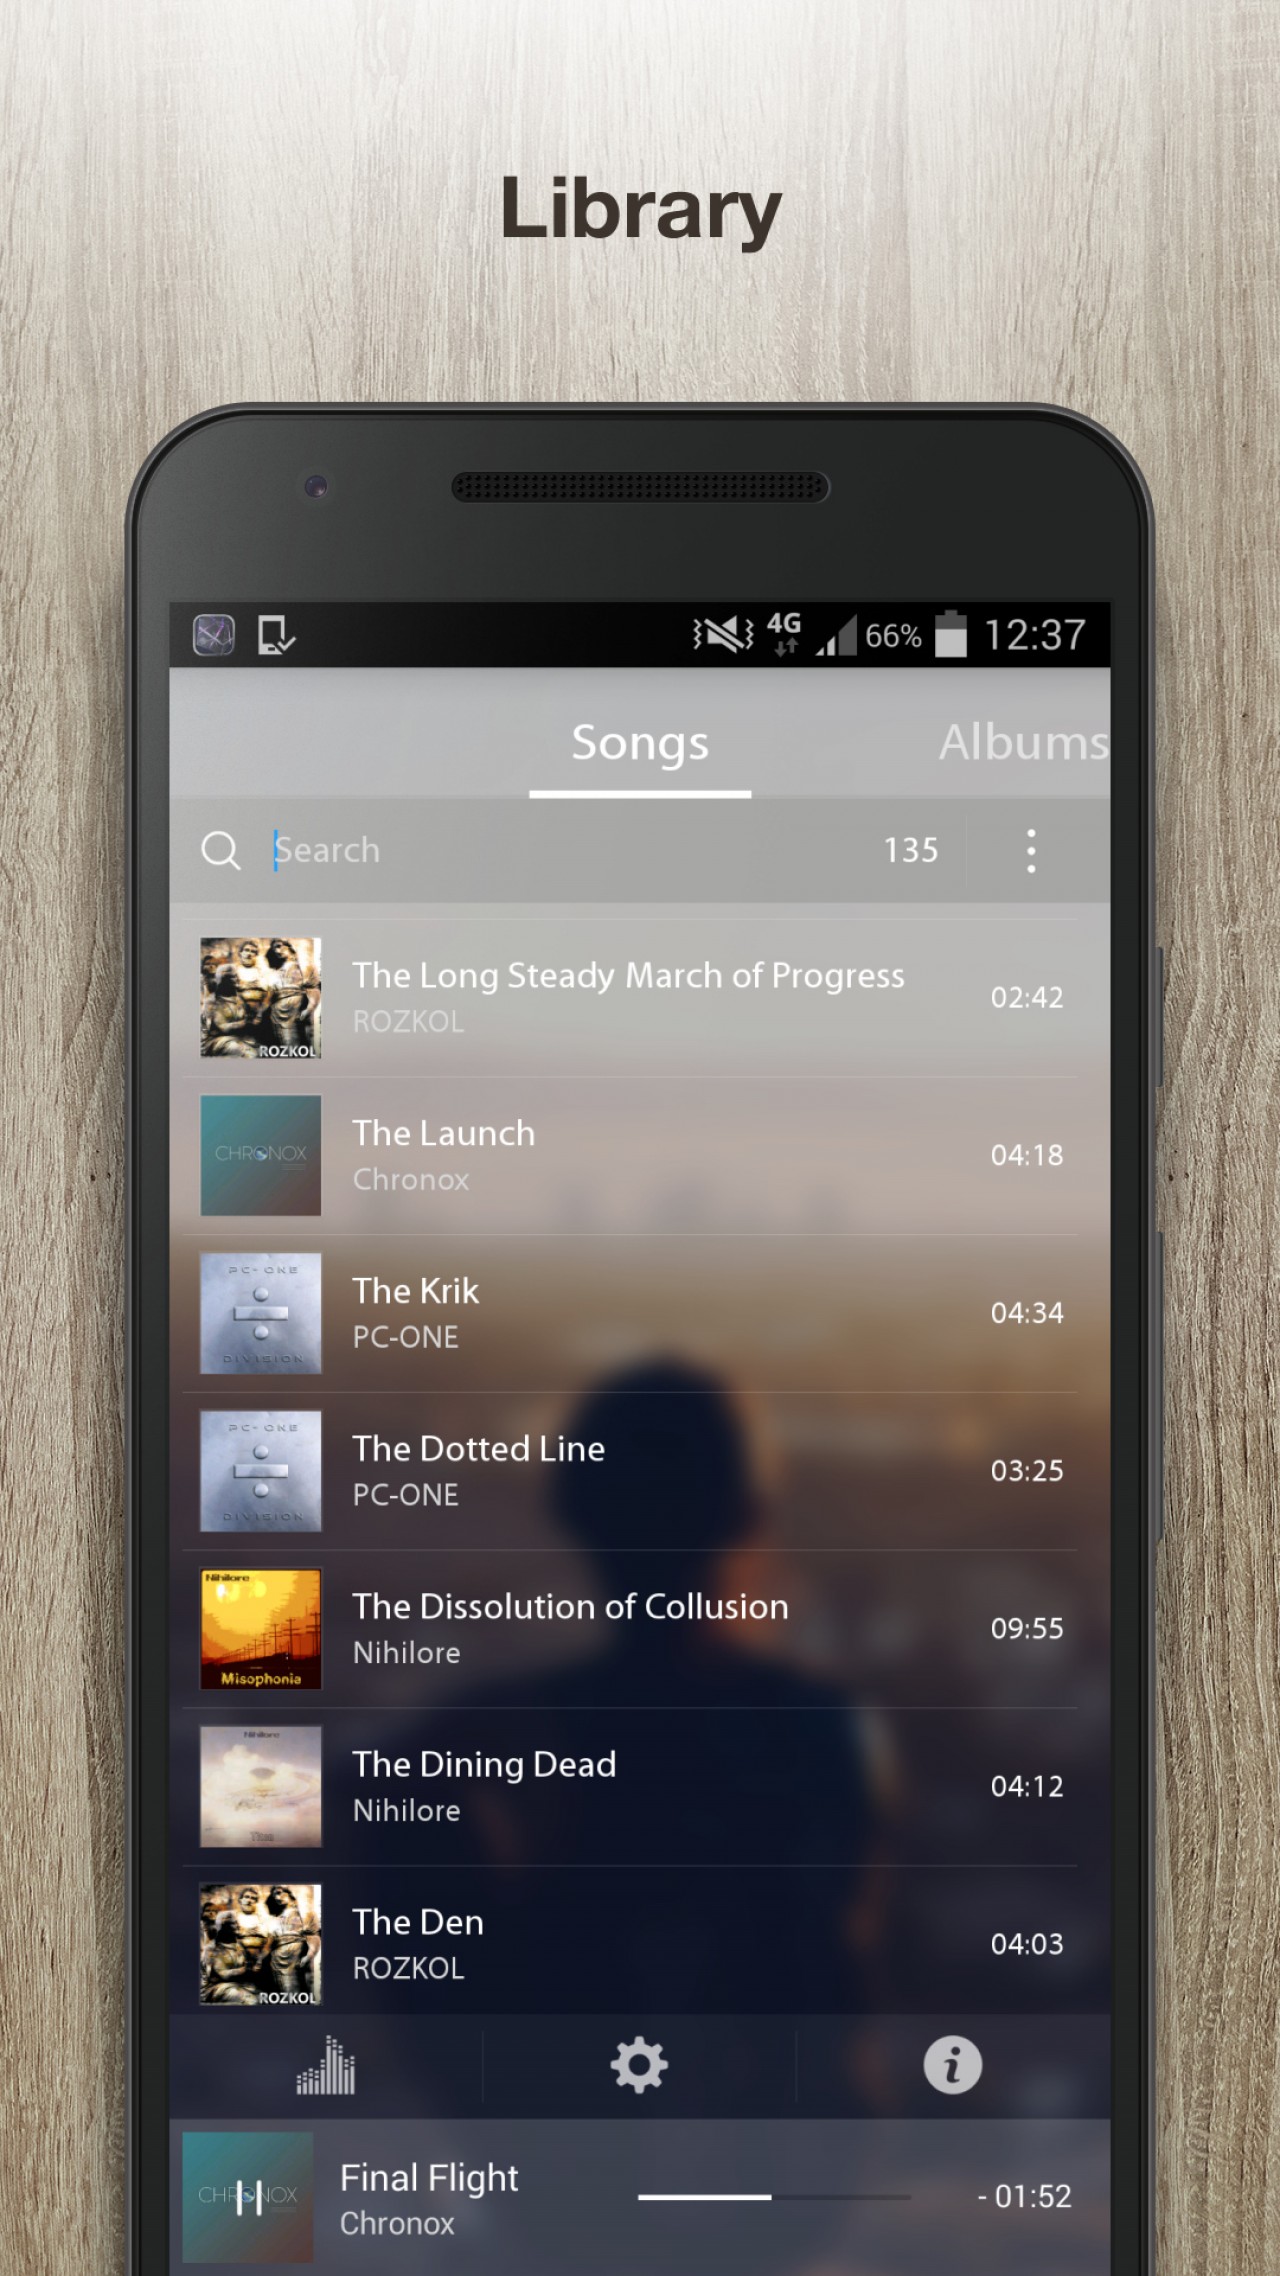 Library
4G
66%
12:37
Songs
Albums
Search
135
The Long Steady March of Progress
ROZKOL
02:42
ROZKOL
CHRONOX
The Launch
Chronox
04:18
PC-ONE
DIVISION
The Krik
PC-ONE
04:34
PC-ONE
DIVISION
The Dotted Line
PC-ONE
03:25
Nihilore
Misophonia
The Dissolution of Collusion
Nihilore
09:55
Nihilore
The Dining Dead
Nihilore
04:12
ROZKOL
The Den
ROZKOL
04:03
CHRONOX
Final Flight
Chronox
- 01:52